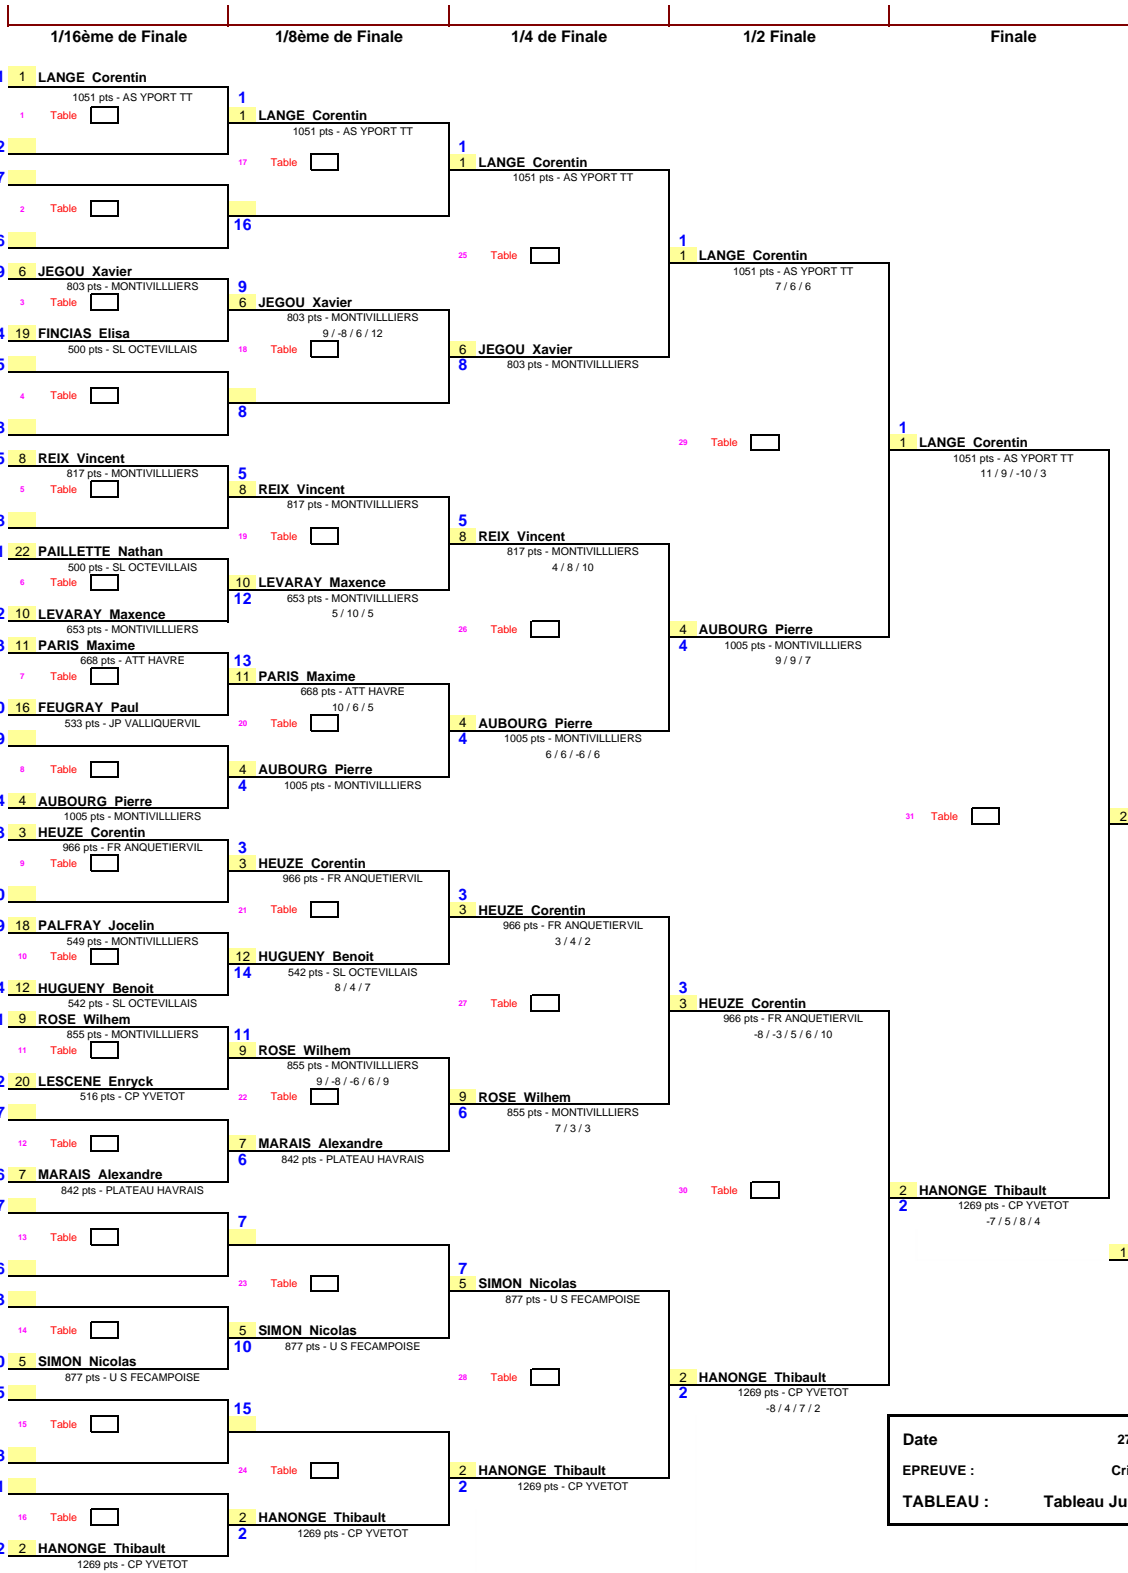 1/16ème de Finale
1/8ème de Finale
1/4 de Finale
1/2 Finale
Finale
1 LANGE Corentin
1051 pts - AS YPORT TT
1 Table
2 Table
6 JEGOU Xavier
803 pts - MONTIVILLLIERS
3 Table
19 FINCIAS Elisa
500 pts - SL OCTEVILLAIS
4 Table
8 REIX Vincent
817 pts - MONTIVILLLIERS
5 Table
22 PAILLETTE Nathan
500 pts - SL OCTEVILLAIS
6 Table
10 LEVARAY Maxence
653 pts - MONTIVILLLIERS
11 PARIS Maxime
668 pts - ATT HAVRE
7 Table
16 FEUGRAY Paul
533 pts - JP VALLIQUERVIL
8 Table
4 AUBOURG Pierre
1005 pts - MONTIVILLLIERS
3 HEUZE Corentin
966 pts - FR ANQUETIERVIL
9 Table
18 PALFRAY Jocelin
549 pts - MONTIVILLLIERS
10 Table
12 HUGUENY Benoit
542 pts - SL OCTEVILLAIS
9 ROSE Wilhem
855 pts - MONTIVILLLIERS
11 Table
20 LESCENE Enryck
516 pts - CP YVETOT
12 Table
7 MARAIS Alexandre
842 pts - PLATEAU HAVRAIS
13 Table
14 Table
5 SIMON Nicolas
877 pts - U S FECAMPOISE
15 Table
16 Table
2 HANONGE Thibault
1269 pts - CP YVETOT
1
1 LANGE Corentin
1051 pts - AS YPORT TT
17 Table
16
9
6 JEGOU Xavier
803 pts - MONTIVILLLIERS
9 / -8 / 6 / 12
18 Table
8
5
8 REIX Vincent
817 pts - MONTIVILLLIERS
19 Table
10 LEVARAY Maxence
12 653 pts - MONTIVILLLIERS
5 / 10 / 5
13
11 PARIS Maxime
668 pts - ATT HAVRE
10 / 6 / 5
20 Table
4 AUBOURG Pierre
4 1005 pts - MONTIVILLLIERS
3
3 HEUZE Corentin
966 pts - FR ANQUETIERVIL
21 Table
12 HUGUENY Benoit
14 542 pts - SL OCTEVILLAIS
8 / 4 / 7
11
9 ROSE Wilhem
855 pts - MONTIVILLLIERS
9 / -8 / -6 / 6 / 9
22 Table
7 MARAIS Alexandre
6 842 pts - PLATEAU HAVRAIS
7
23 Table
5 SIMON Nicolas
10 877 pts - U S FECAMPOISE
15
24 Table
2 HANONGE Thibault
2 1269 pts - CP YVETOT
1
1 LANGE Corentin
1051 pts - AS YPORT TT
25 Table
6 JEGOU Xavier
8 803 pts - MONTIVILLLIERS
5
8 REIX Vincent
817 pts - MONTIVILLLIERS
4 / 8 / 10
26 Table
4 AUBOURG Pierre
4 1005 pts - MONTIVILLLIERS
6 / 6 / -6 / 6
3
3 HEUZE Corentin
966 pts - FR ANQUETIERVIL
3 / 4 / 2
27 Table
9 ROSE Wilhem
6 855 pts - MONTIVILLLIERS
7 / 3 / 3
7
5 SIMON Nicolas
877 pts - U S FECAMPOISE
28 Table
2 HANONGE Thibault
2 1269 pts - CP YVETOT
1
1 LANGE Corentin
1051 pts - AS YPORT TT
7 / 6 / 6
29 Table
4 AUBOURG Pierre
4 1005 pts - MONTIVILLLIERS
9 / 9 / 7
3
3 HEUZE Corentin
966 pts - FR ANQUETIERVIL
-8 / -3 / 5 / 6 / 10
30 Table
2 HANONGE Thibault
2 1269 pts - CP YVETOT
-8 / 4 / 7 / 2
1
1 LANGE Corentin
1051 pts - AS YPORT TT
11 / 9 / -10 / 3
31 Table
2
2 HANONGE Thibault
2 1269 pts - CP YVETOT
-7 / 5 / 8 / 4
1
Date 27
EPREUVE : Cri
TABLEAU : Tableau Ju